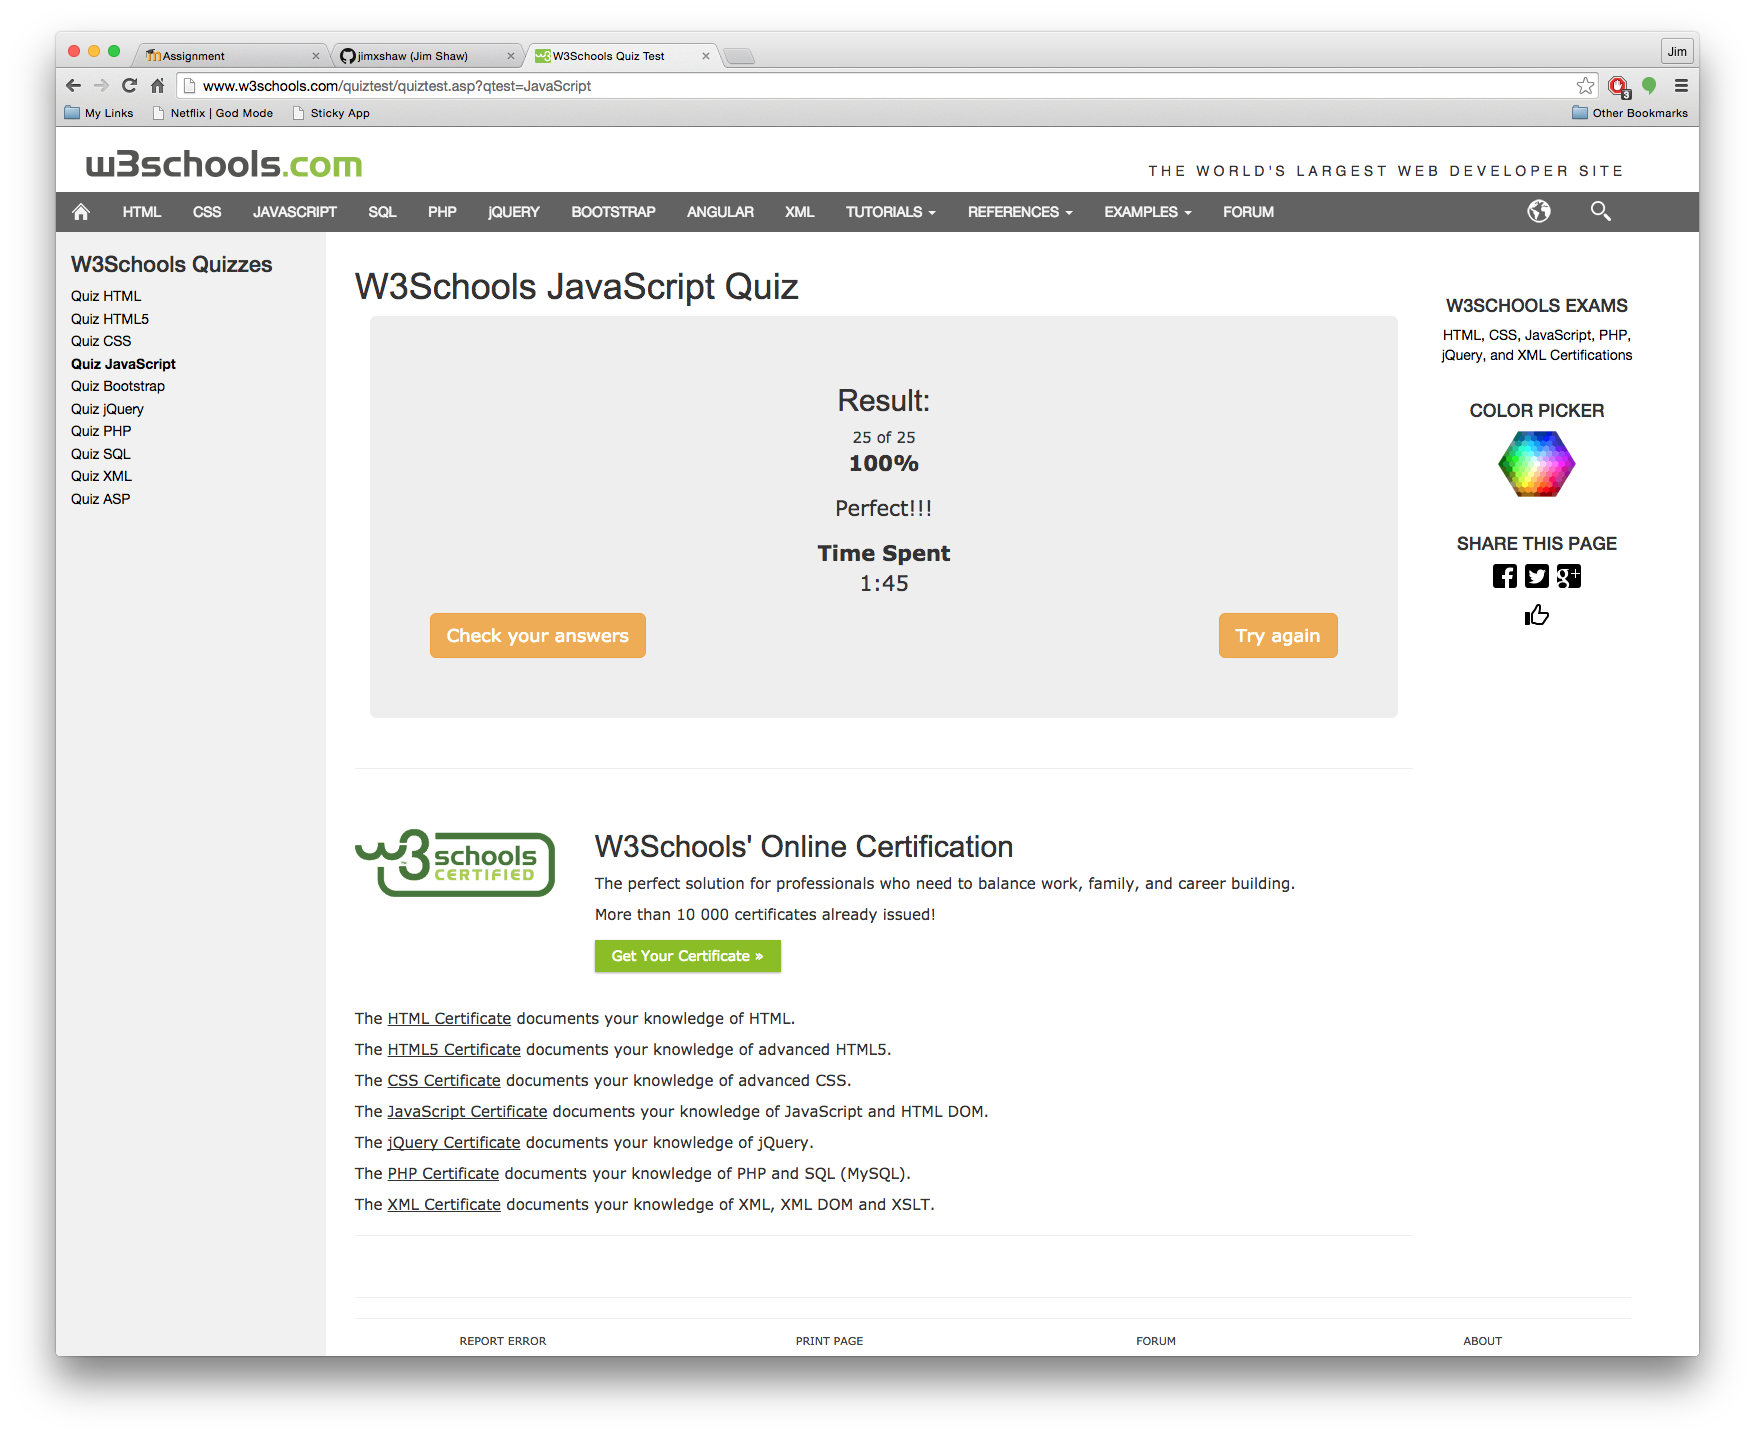 Assignment
jimxshaw (Jim Shaw)
W3Schools Quiz Test
Jim
www.w3schools.com/quiztest/quiztest.asp?qtest=JavaScript
3
My Links
Netflix | God Mode
Sticky App
Other Bookmarks
w3schools.com
THE WORLD'S LARGEST WEB DEVELOPER SITE
HTML CSS JAVASCRIPT SQL PHP jQUERY BOOTSTRAP ANGULAR XML TUTORIALS REFERENCES EXAMPLES FORUM
W3Schools Quizzes
Quiz HTML
Quiz HTML5
Quiz CSS
Quiz JavaScript
Quiz Bootstrap
Quiz jQuery
Quiz PHP
Quiz SQL
Quiz XML
Quiz ASP
W3Schools JavaScript Quiz
Result:
25 of 25
100%
Perfect!!!
Time Spent
1:45
Check your answers
Try again
W3SCHOOLS EXAMS
HTML, CSS, JavaScript, PHP,
jQuery, and XML Certifications
COLOR PICKER
SHARE THIS PAGE
w3schools
CERTIFIED
W3Schools' Online Certification
The perfect solution for professionals who need to balance work, family, and career building.
More than 10 000 certificates already issued!
Get Your Certificate »
The HTML Certificate documents your knowledge of HTML.
The HTML5 Certificate documents your knowledge of advanced HTML5.
The CSS Certificate documents your knowledge of advanced CSS.
The JavaScript Certificate documents your knowledge of JavaScript and HTML DOM.
The jQuery Certificate documents your knowledge of jQuery.
The PHP Certificate documents your knowledge of PHP and SQL (MySQL).
The XML Certificate documents your knowledge of XML, XML DOM and XSLT.
REPORT ERROR
PRINT PAGE
FORUM
ABOUT